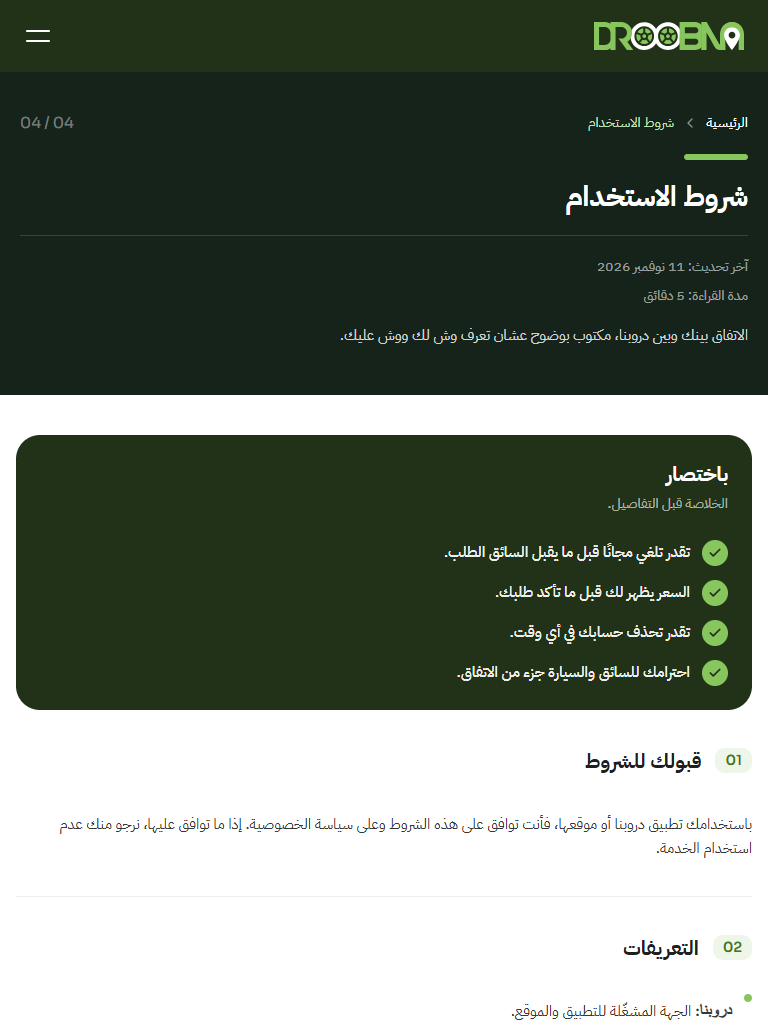 DROOBNA
الرئيسية
شروط الاستخدام
04 / 04
شروط الاستخدام
آخر تحديث: 11 نوفمبر 2026
مدة القراءة: 5 دقائق
الاتفاق بينك وبين دروبنا، مكتوب بوضوح عشان تعرف وش لك ووش عليك.
باختصار
الخلاصة قبل التفاصيل.
تقدر تلغي مجانًا قبل ما يقبل السائق الطلب.
السعر يظهر لك قبل ما تأكد طلبك.
تقدر تحذف حسابك في أي وقت.
احترامك للسائق والسيارة جزء من الاتفاق.
01 قبولك للشروط
باستخدامك تطبيق دروبنا أو موقعها، فأنت توافق على هذه الشروط وعلى سياسة الخصوصية. إذا ما توافق عليها، نرجو منك عدم
استخدام الخدمة.
02 التعريفات
دروبنا: الجهة المشغّلة للتطبيق والموقع.